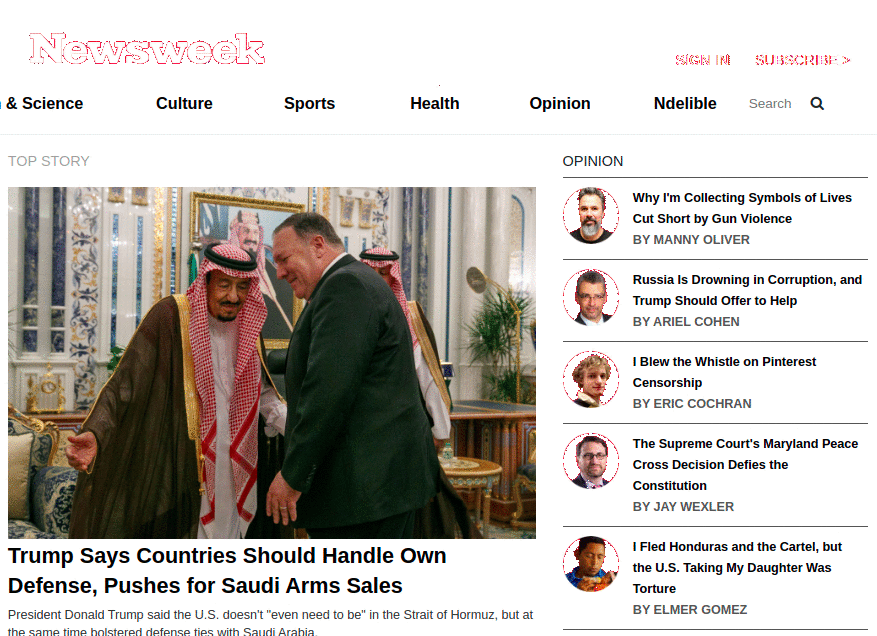 Newsweek
SIGN IN SUBSCRIBE >
& Science Culture Sports Health Opinion Ndelible Search
TOP STORY
Trump Says Countries Should Handle Own
Defense, Pushes for Saudi Arms Sales
President Donald Trump said the U.S. doesn't "even need to be" in the Strait of Hormuz, but at
the same time bolstered defense ties with Saudi Arabia.
OPINION
Why I'm Collecting Symbols of Lives
Cut Short by Gun Violence
BY MANNY OLIVER
Russia Is Drowning in Corruption, and
Trump Should Offer to Help
BY ARIEL COHEN
I Blew the Whistle on Pinterest
Censorship
BY ERIC COCHRAN
The Supreme Court's Maryland Peace
Cross Decision Defies the
Constitution
BY JAY WEXLER
I Fled Honduras and the Cartel, but
the U.S. Taking My Daughter Was
Torture
BY ELMER GOMEZ